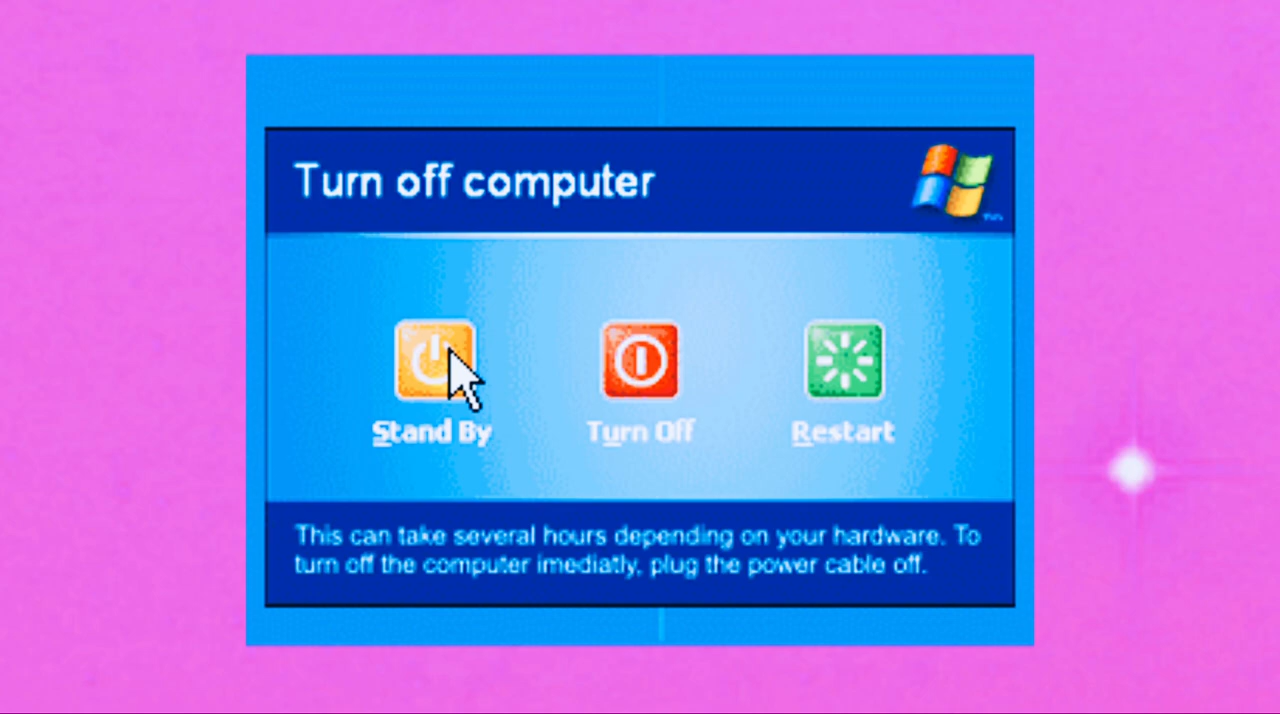 Turn off computer
Stand By
Turn Off
Restart
This can take several hours depending on your hardware. To
turn off the computer imediatly, plug the power cable off.